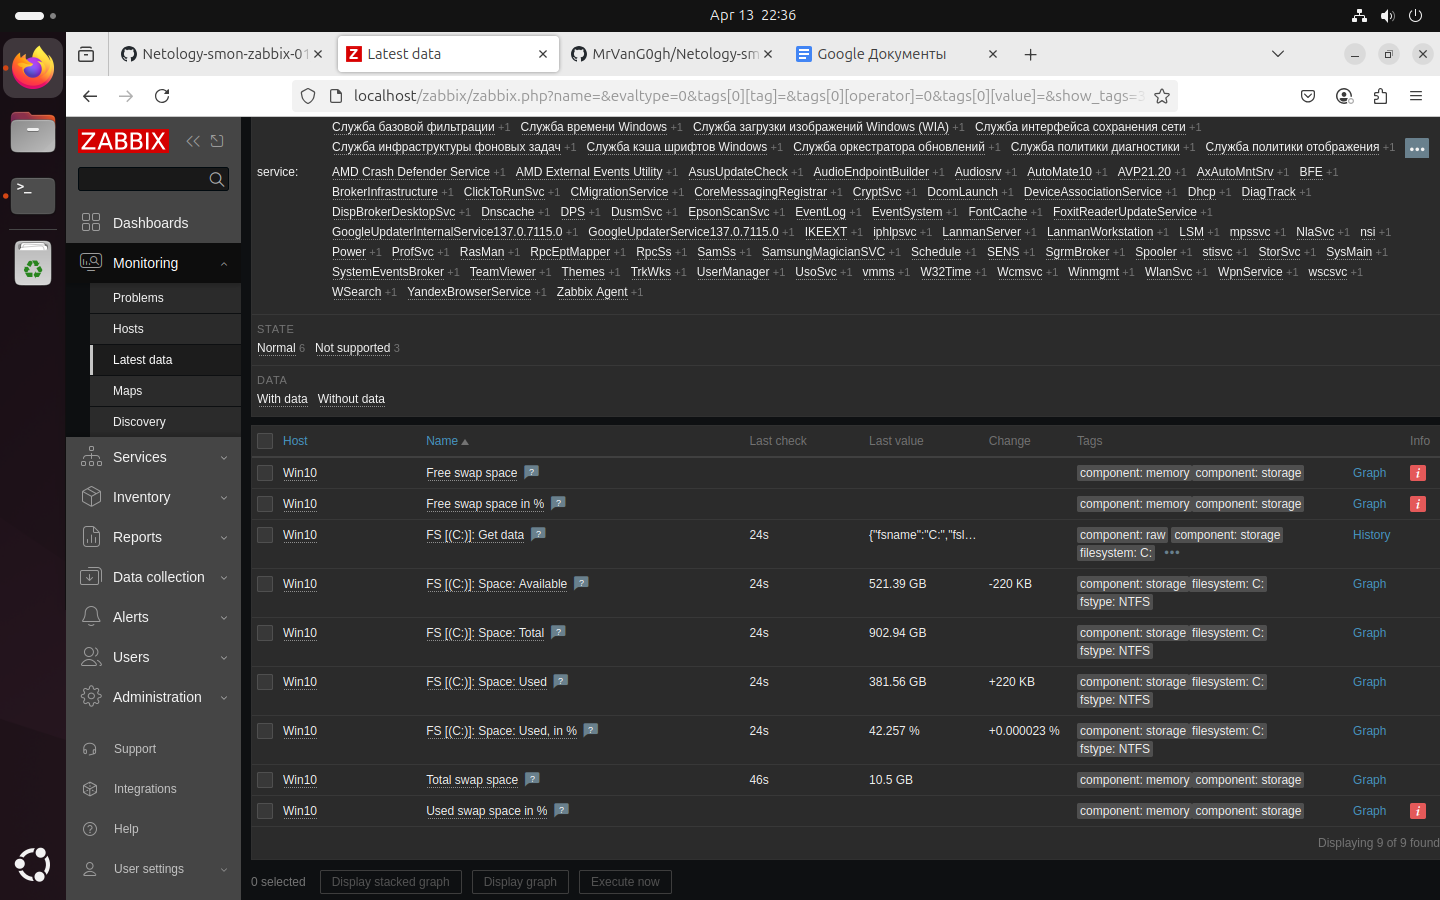 Apr 13 22:36
Netology-smon-zabbix-01
Latest data
MrVanG0gh/Netology-sm
Google Документы
localhost/zabbix/zabbix.php?name=&evaltype=0&tags[0][tag]=&tags[0][operator]=0&tags[0][value]=&show_tags=3
ZABBIX
Dashboards
Monitoring
Problems
Hosts
Latest data
Maps
Discovery
Services
Inventory
Reports
Data collection
Alerts
Users
Administration
Support
Integrations
Help
User settings
Служба базовой фильтрации +1 Служба времени Windows +1 Служба загрузки изображений Windows (WIA) +1 Служба интерфейса сохранения сети +1
Служба инфраструктуры фоновых задач +1 Служба кэша шрифтов Windows +1 Служба оркестратора обновлений +1 Служба политики диагностики +1 Служба политики отображения +1
service: AMD Crash Defender Service +1 AMD External Events Utility +1 AsusUpdateCheck +1 AudioEndpointBuilder +1 Audiosrv +1 AutoMate10 +1 AVP21.20 +1 AxAutoMntSrv +1 BFE +1
BrokerInfrastructure +1 ClickToRunSvc +1 CMigrationService +1 CoreMessagingRegistrar +1 CryptSvc +1 DcomLaunch +1 DeviceAssociationService +1 Dhcp +1 DiagTrack +1
DispBrokerDesktopSvc +1 Dnscache +1 DPS +1 DusmSvc +1 EpsonScanSvc +1 EventLog +1 EventSystem +1 FontCache +1 FoxitReaderUpdateService +1
GoogleUpdaterInternalService137.0.7115.0 +1 GoogleUpdaterService137.0.7115.0 +1 IKEEXT +1 iphlpsvc +1 LanmanServer +1 LanmanWorkstation +1 LSM +1 mpssvc +1 NlaSvc +1 nsi +1
Power +1 ProfSvc +1 RasMan +1 RpcEptMapper +1 RpcSs +1 SamSs +1 SamsungMagicianSVC +1 Schedule +1 SENS +1 SgrmBroker +1 Spooler +1 stisvc +1 StorSvc +1 SysMain +1
SystemEventsBroker +1 TeamViewer +1 Themes +1 TrkWks +1 UserManager +1 UsoSvc +1 vmms +1 W32Time +1 Wcmsvc +1 Winmgmt +1 WlanSvc +1 WpnService +1 wscsvc +1
WSearch +1 YandexBrowserService +1 Zabbix Agent +1
STATE
Normal 6 Not supported 3
DATA
With data Without data
Host Name Last check Last value Change Tags Info
Win10 Free swap space ? component: memory component: storage Graph i
Win10 Free swap space in % ? component: memory component: storage Graph i
Win10 FS [(C:)]: Get data ? 24s {"fsname":"C:","fsl… component: raw component: storage History
filesystem: C: •••
Win10 FS [(C:)]: Space: Available ? 24s 521.39 GB -220 KB component: storage filesystem: C: Graph
fstype: NTFS
Win10 FS [(C:)]: Space: Total ? 24s 902.94 GB component: storage filesystem: C: Graph
fstype: NTFS
Win10 FS [(C:)]: Space: Used ? 24s 381.56 GB +220 KB component: storage filesystem: C: Graph
fstype: NTFS
Win10 FS [(C:)]: Space: Used, in % ? 24s 42.257 % +0.000023 % component: storage filesystem: C: Graph
fstype: NTFS
Win10 Total swap space ? 46s 10.5 GB component: memory component: storage Graph
Win10 Used swap space in % ? component: memory component: storage Graph i
Displaying 9 of 9 found
0 selected Display stacked graph Display graph Execute now